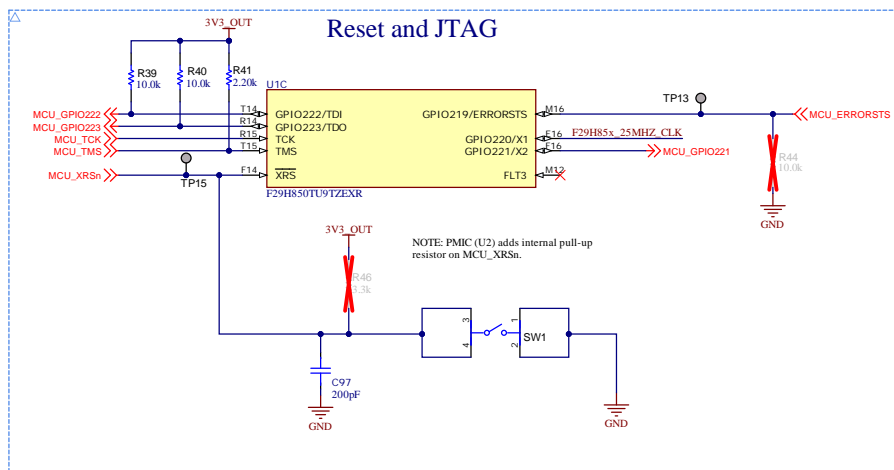 Reset and JTAG
3V3_OUT
R39
10.0k
R40
10.0k
R41
2.20k
U1C
TP13
MCU_GPIO222
T14
GPIO222/TDI
GPIO219/ERRORSTS
M16
MCU_ERRORSTS
MCU_GPIO223
R14
GPIO223/TDO
MCU_TCK
R15
TCK
GPIO220/X1
E16
F29H85x_25MHZ_CLK
MCU_TMS
T15
TMS
GPIO221/X2
F16
MCU_GPIO221
R44
10.0k
MCU_XRSn
TP15
F14
XRS
FLT3
M12
F29H850TU9TZEXR
GND
3V3_OUT
NOTE: PMIC (U2) adds internal pull-up
resistor on MCU_XRSn.
R46
3.3k
3
4
1
2
SW1
C97
200pF
GND
GND